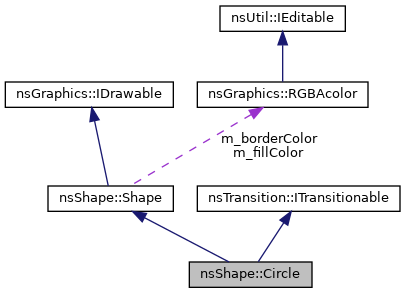 nsUtil::IEditable
nsGraphics::IDrawable
nsGraphics::RGBAcolor
m_borderColor
m_fillColor
nsShape::Shape
nsTransition::ITransitionable
nsShape::Circle